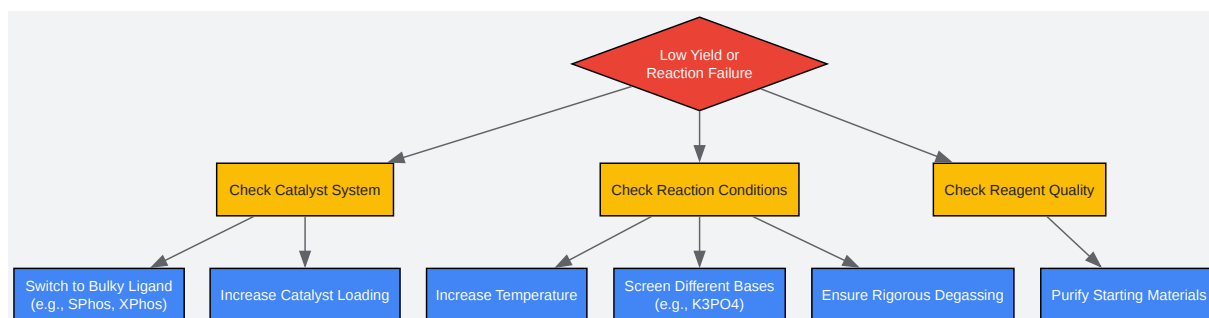 Low Yield or
Reaction Failure
Check Catalyst System
Check Reaction Conditions
Check Reagent Quality
Switch to Bulky Ligand
(e.g., SPhos, XPhos)
Increase Catalyst Loading
Increase Temperature
Screen Different Bases
(e.g., K3PO4)
Ensure Rigorous Degassing
Purify Starting Materials